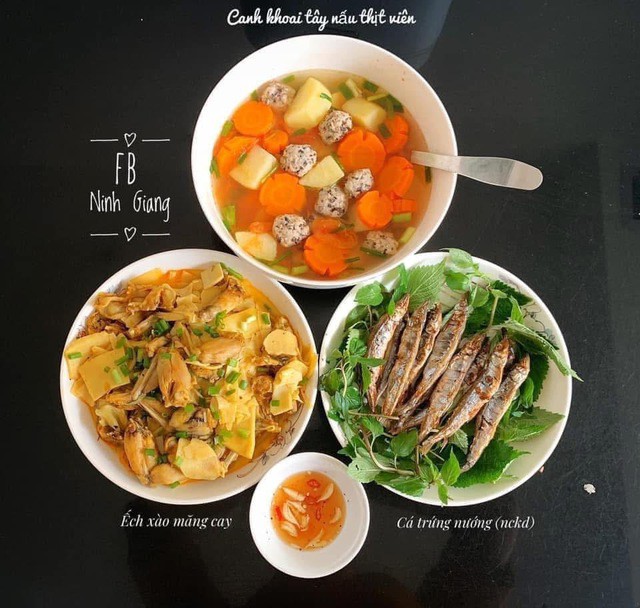 Canh khoai tây nấu thịt viên
FB
Ninh Giang
Ếch xào măng cay
Cá trứng nướng (nckd)